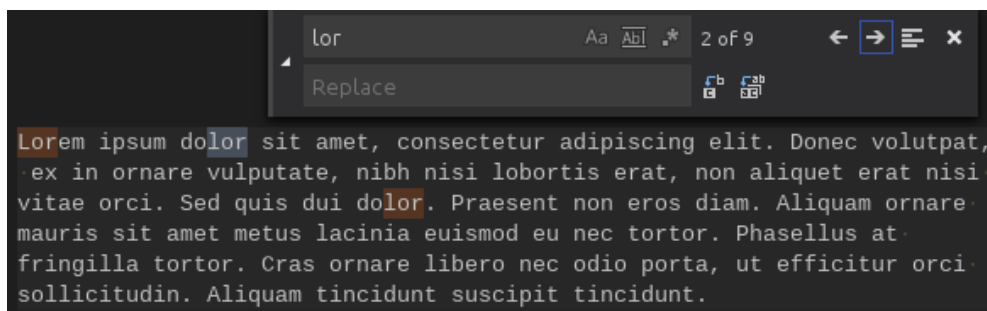 lor Aa Abl .* 2 of 9
Replace
Lorem ipsum dolor sit amet, consectetur adipiscing elit. Donec volutpat,
ex in ornare vulputate, nibh nisi lobortis erat, non aliquet erat nisi
vitae orci. Sed quis dui dolor. Praesent non eros diam. Aliquam ornare
mauris sit amet metus lacinia euismod eu nec tortor. Phasellus at
fringilla tortor. Cras ornare libero nec odio porta, ut efficitur orci
sollicitudin. Aliquam tincidunt suscipit tincidunt.